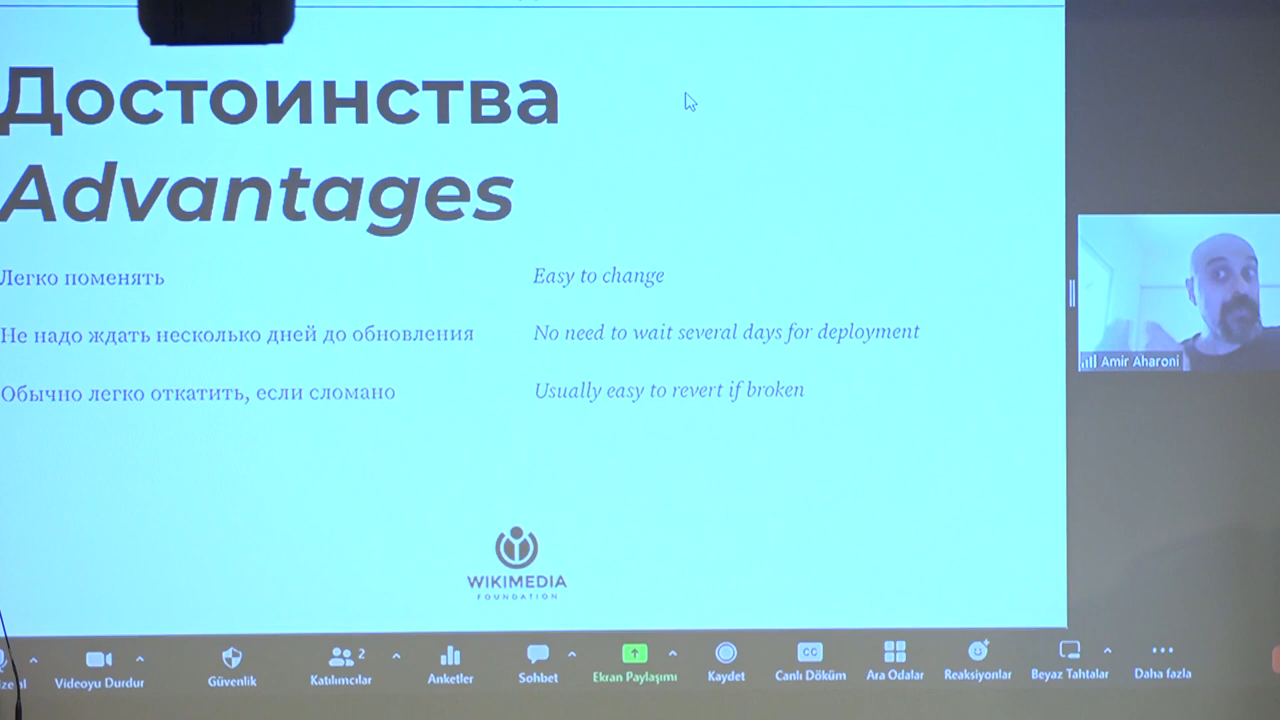 Достоинства
Advantages
Легко поменять
Easy to change
Не надо ждать несколько дней до обновления
No need to wait several days for deployment
Обычно легко откатить, если сломано
Usually easy to revert if broken
Amir Aharoni
WIKIMEDIA
FOUNDATION
Videoyu Durdur
Güvenlik
2
Katılımcılar
Anketler
Sohbet
Ekran Paylaşımı
Kaydet
CC
Canlı Döküm
Ara Odalar
Reaksiyonlar
Beyaz Tahtalar
Daha fazla